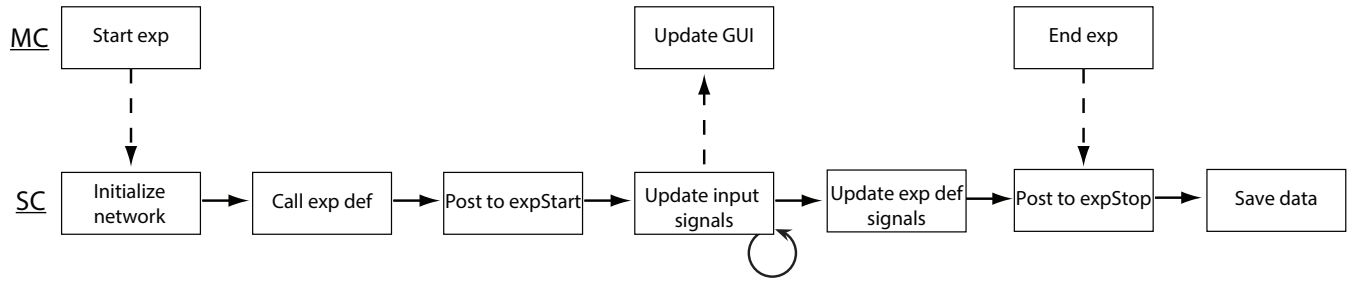 MC
Start exp
Update GUI
End exp
SC
Initialize
network
Call exp def
Post to expStart
Update input
signals
Update exp def
signals
Post to expStop
Save data